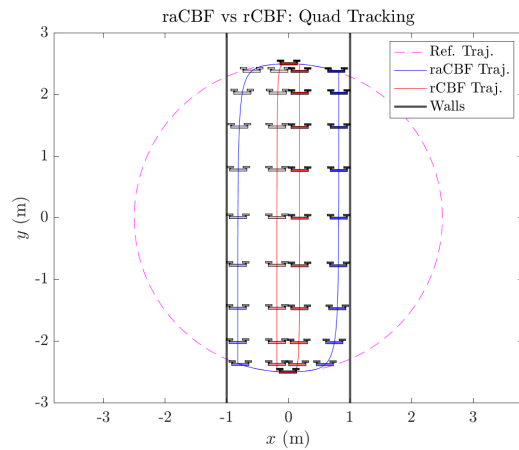 raCBF vs rCBF: Quad Tracking
Ref. Traj.
raCBF Traj.
rCBF Traj.
Walls
3
2
1
0
-1
-2
-3
y (m)
-3 -2 -1 0 1 2 3
x (m)